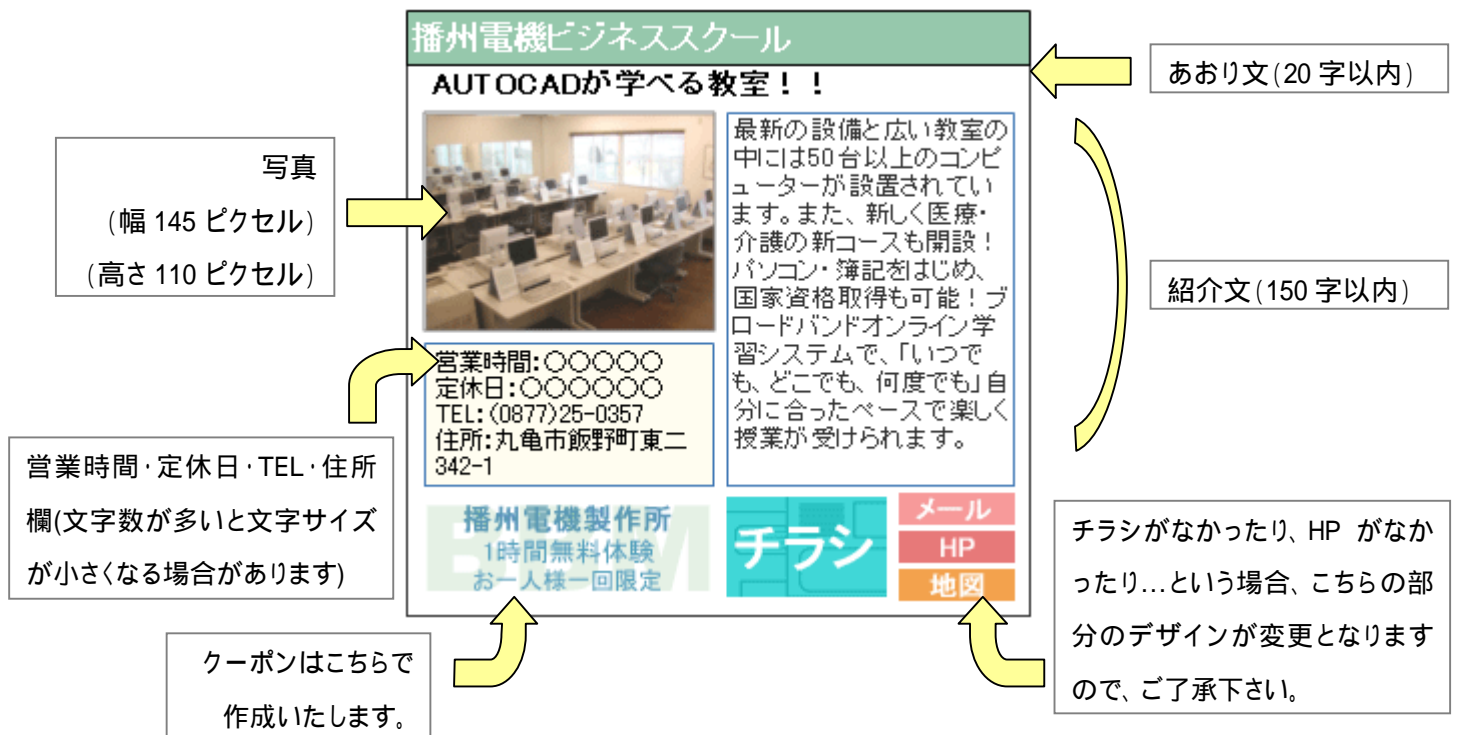 播州電機ビジネススクール
AUTOCADが学べる教室！！
あおり文(20 字以内)
写真
(幅 145 ピクセル)
(高さ 110 ピクセル)
最新の設備と広い教室の
中には50台以上のコンピ
ューターが設置されてい
ます。また、新しく医療・
介護の新コースも開設！
パソコン・簿記をはじめ、
国家資格取得も可能！ブ
ロードバンドオンライン学
習システムで、「いつで
も、どこでも、何度でも」自
分に合ったペースで楽しく
授業が受けられます。
紹介文(150 字以内)
営業時間:○○○○○
定休日:○○○○○○
TEL:(0877)25-0357
住所:丸亀市飯野町東二
342-1
営業時間・定休日・TEL・住所
欄(文字数が多いと文字サイズ
が小さくなる場合があります)
BDM
播州電機製作所
1時間無料体験
お一人様一回限定
チラシ
メール
HP
地図
チラシがなかったり、HP がなか
ったり…という場合、こちらの部
分のデザインが変更となります
ので、ご了承下さい。
クーポンはこちらで
作成いたします。